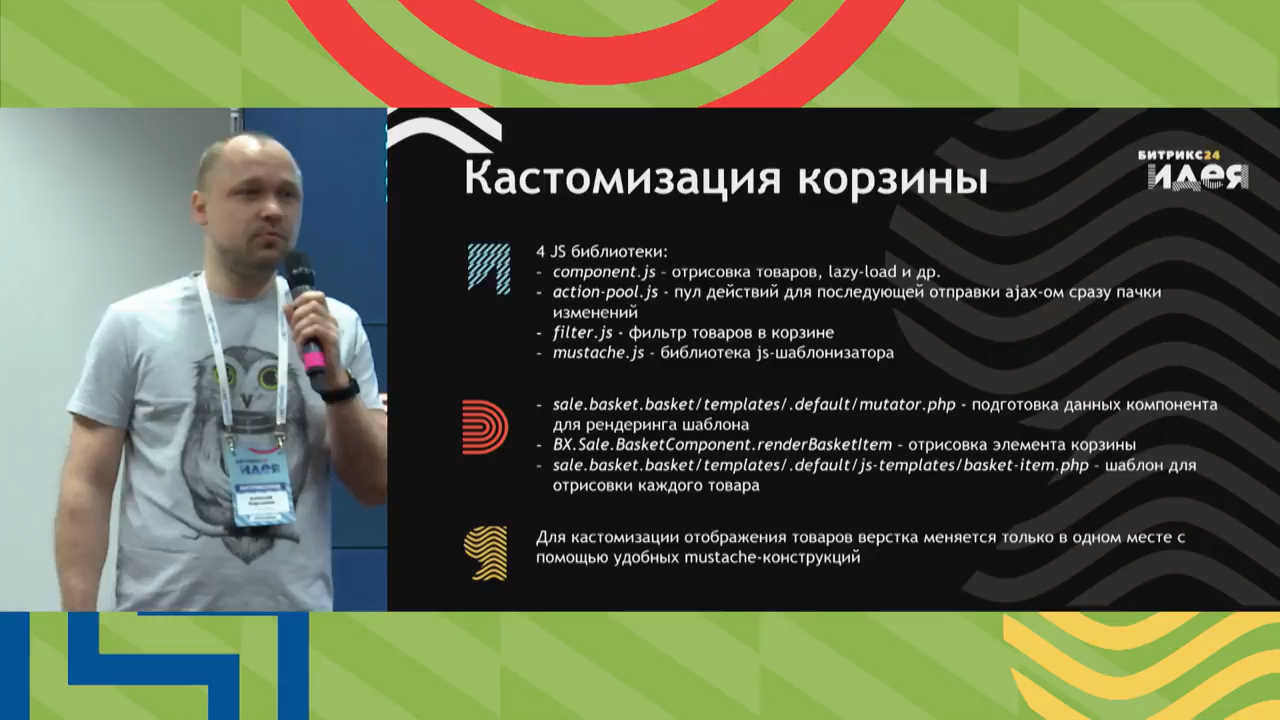 Кастомизация корзины
БИТРИКС24
идея
4 JS библиотеки:
- component.js – отрисовка товаров, lazy-load и др.
- action-pool.js - пул действий для последующей отправки ajax-ом сразу пачки
изменений
- filter.js - фильтр товаров в корзине
- mustache.js - библиотека js-шаблонизатора
- sale.basket.basket/templates/.default/mutator.php - подготовка данных компонента
для рендеринга шаблона
- BX.Sale.BasketComponent.renderBasketItem - отрисовка элемента корзины
- sale.basket.basket/templates/.default/js-templates/basket-item.php – шаблон для
отрисовки каждого товара
Для кастомизации отображения товаров верстка меняется только в одном месте с
помощью удобных mustache-конструкций
идея